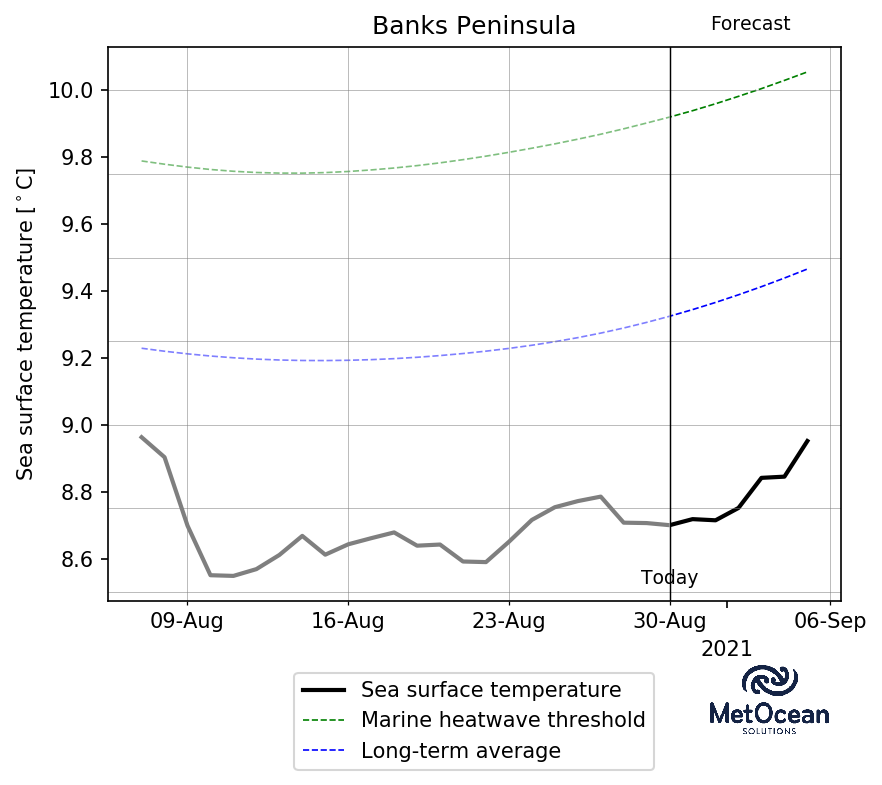 Banks Peninsula
Forecast
Sea surface temperature [°C]
10.0
9.8
9.6
9.4
9.2
9.0
8.8
8.6
Today
09-Aug 16-Aug 23-Aug 30-Aug 06-Sep
2021
Sea surface temperature
Marine heatwave threshold
Long-term average
MetOcean
SOLUTIONS